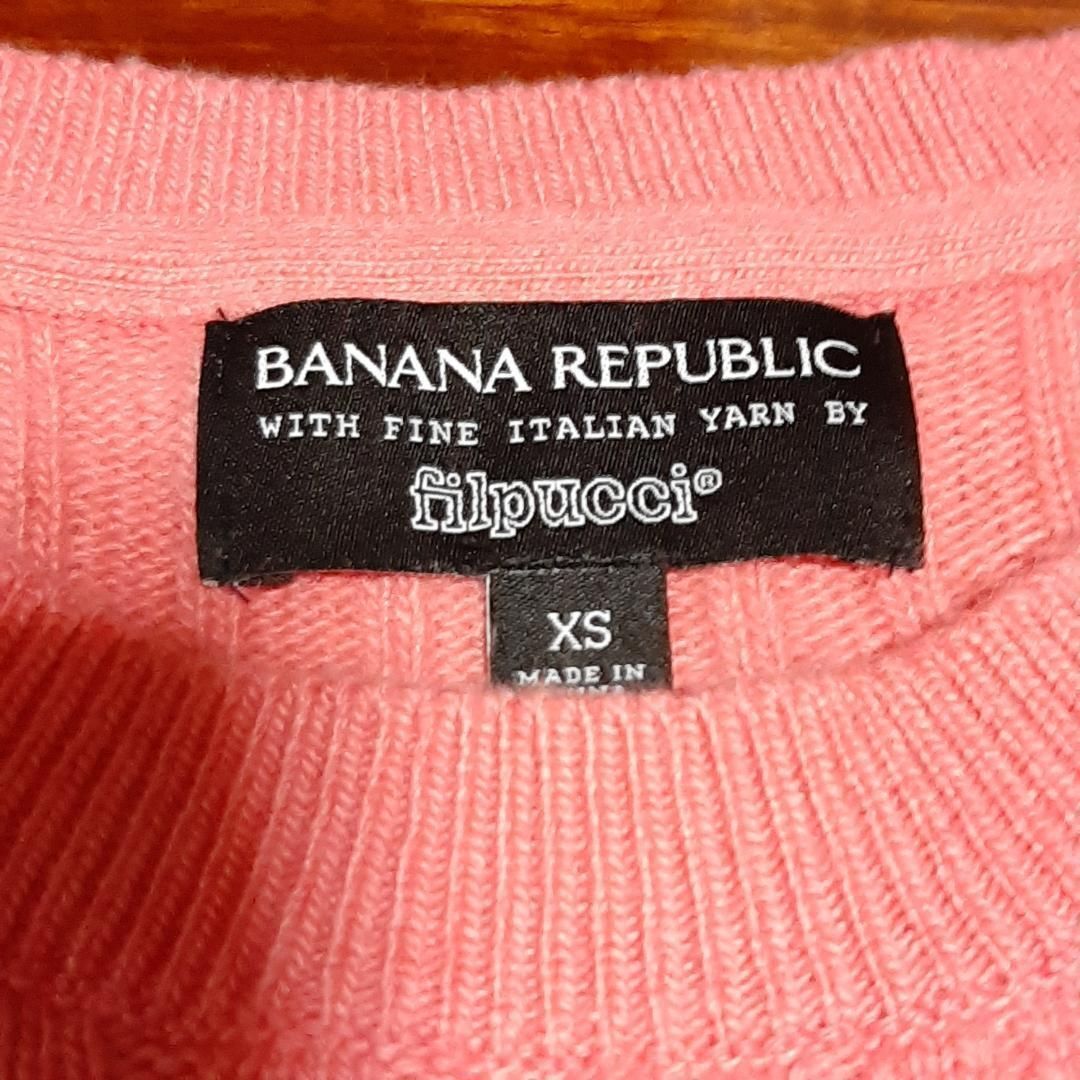 BANANA REPUBLIC
WITH FINE ITALIAN YARN BY
filpucci®
XS
MADE IN